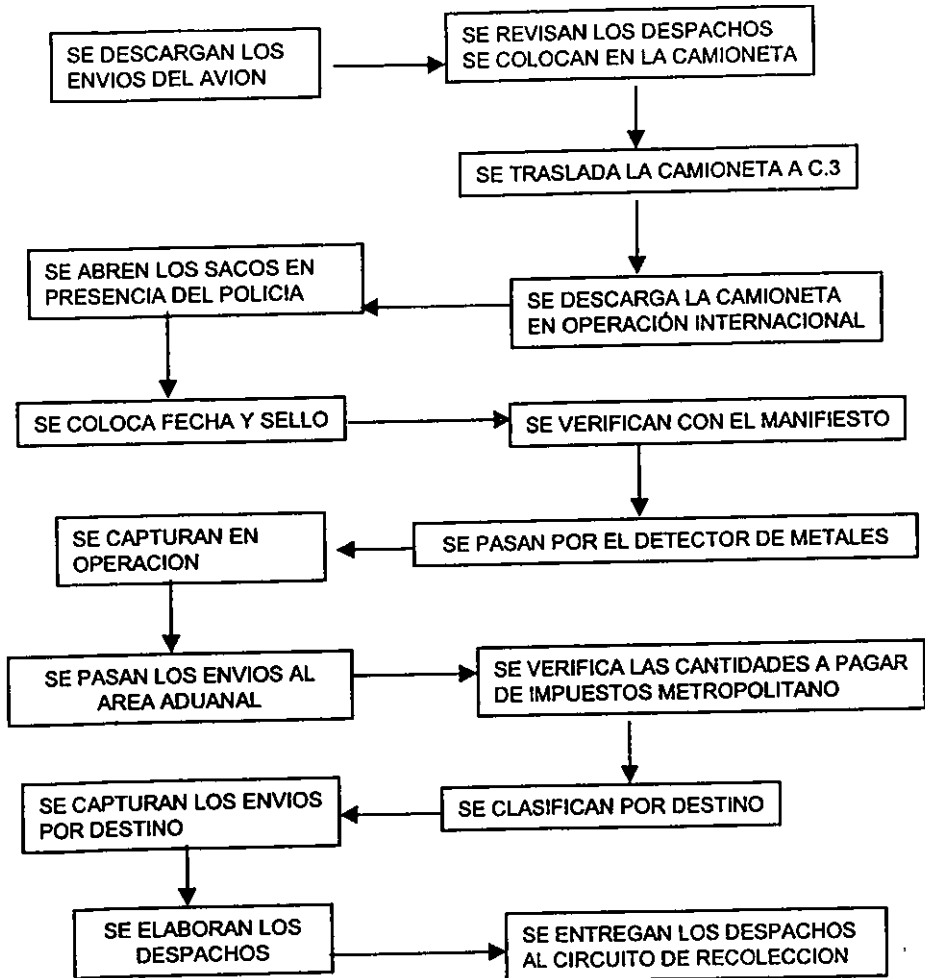 SE DESCARGAN LOS
ENVIOS DEL AVION
SE REVISAN LOS DESPACHOS
SE COLOCAN EN LA CAMIONETA
SE TRASLADA LA CAMIONETA A C.3
SE DESCARGA LA CAMIONETA
EN OPERACIÓN INTERNACIONAL
SE ABREN LOS SACOS EN
PRESENCIA DEL POLICIA
SE COLOCA FECHA Y SELLO
SE VERIFICAN CON EL MANIFIESTO
SE PASAN POR EL DETECTOR DE METALES
SE CAPTURAN EN
OPERACION
SE PASAN LOS ENVIOS AL
AREA ADUANAL
SE VERIFICA LAS CANTIDADES A PAGAR
DE IMPUESTOS METROPOLITANO
SE CLASIFICAN POR DESTINO
SE CAPTURAN LOS ENVIOS
POR DESTINO
SE ELABORAN LOS
DESPACHOS
SE ENTREGAN LOS DESPACHOS
AL CIRCUITO DE RECOLECCION